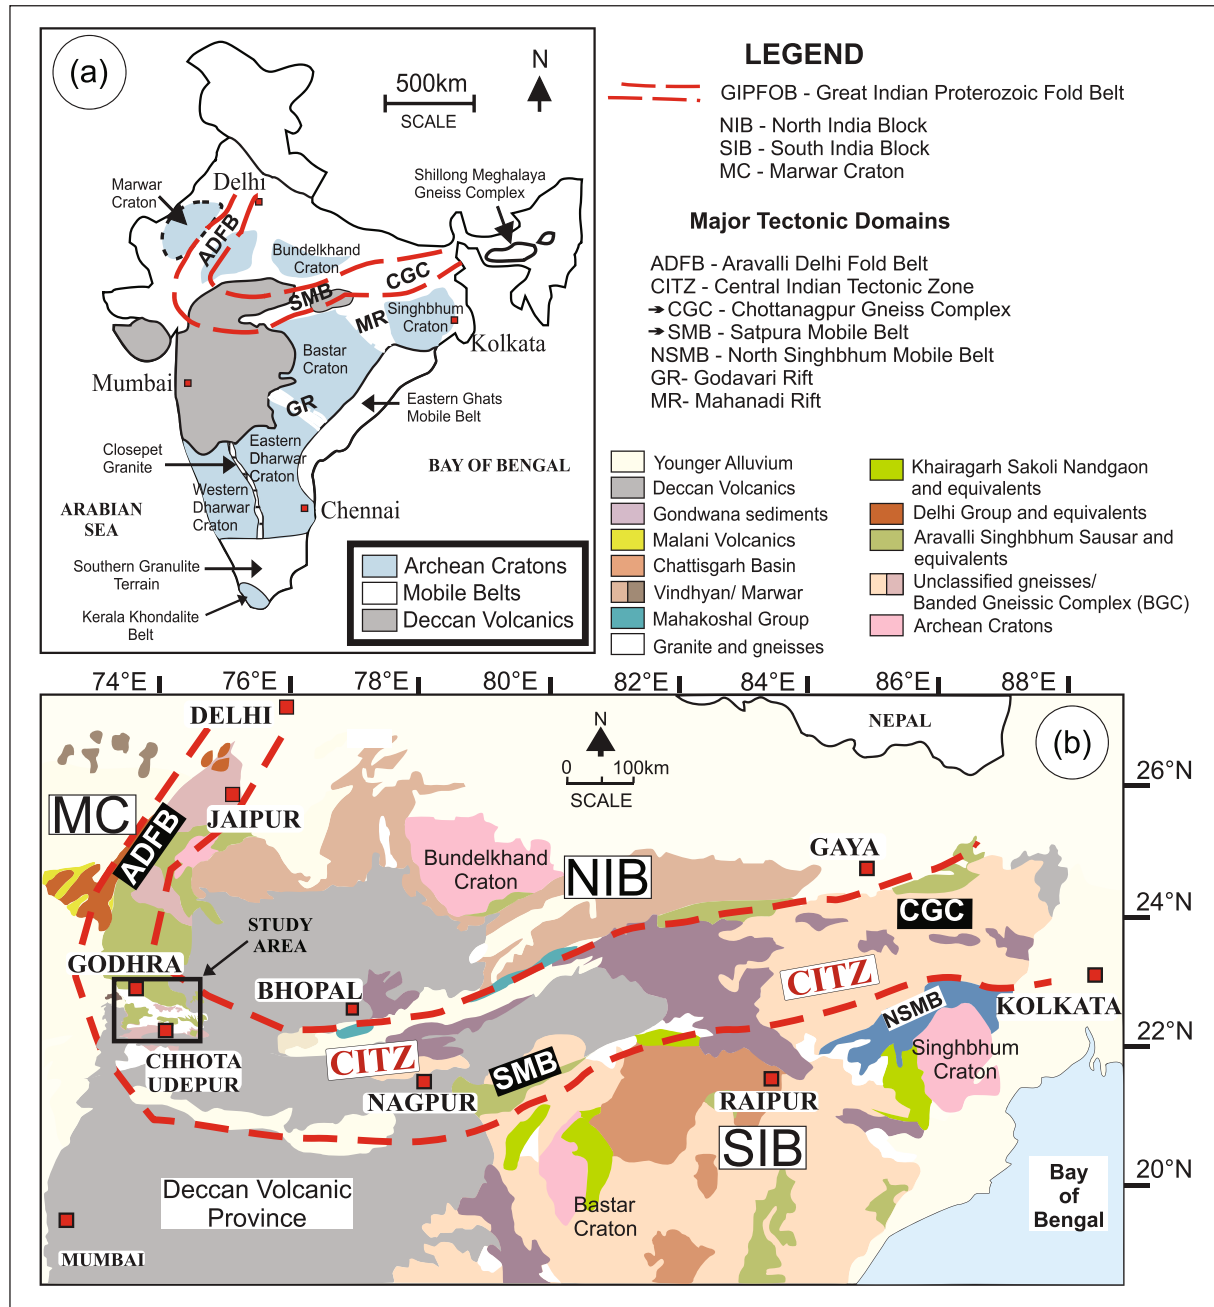 (a)
500km
SCALE
N
Marwar
Craton
Delhi
Shillong Meghalaya
Gneiss Complex
ADFB
Bundelkhand
Craton
CGC
SMB
MR
Singhbhum
Craton
Kolkata
Bastar
Craton
Mumbai
GR
Eastern Ghats
Mobile Belt
Closepet
Granite
Eastern
Dharwar
Craton
BAY OF BENGAL
Western
Dharwar
Craton
Chennai
ARABIAN
SEA
Southern Granulite
Terrain
Kerala Khondalite
Belt
Archean Cratons
Mobile Belts
Deccan Volcanics
LEGEND
GIPFOB - Great Indian Proterozoic Fold Belt
NIB - North India Block
SIB - South India Block
MC - Marwar Craton
Major Tectonic Domains
ADFB - Aravalli Delhi Fold Belt
CITZ - Central Indian Tectonic Zone
➔ CGC - Chottanagpur Gneiss Complex
➔ SMB - Satpura Mobile Belt
NSMB - North Singhbhum Mobile Belt
GR- Godavari Rift
MR- Mahanadi Rift
Younger Alluvium
Deccan Volcanics
Gondwana sediments
Malani Volcanics
Chattisgarh Basin
Vindhyan/ Marwar
Mahakoshal Group
Granite and gneisses
Khairagarh Sakoli Nandgaon
and equivalents
Delhi Group and equivalents
Aravalli Singhbhum Sausar and
equivalents
Unclassified gneisses/
Banded Gneissic Complex (BGC)
Archean Cratons
74°E 76°E 78°E 80°E 82°E 84°E 86°E 88°E
DELHI
N
0 100km
SCALE
NEPAL
(b)
26°N
MC
JAIPUR
ADFB
Bundelkhand
Craton
NIB
GAYA
CGC
24°N
STUDY
AREA
GODHRA
BHOPAL
CITZ
KOLKATA
NSMB
22°N
CHHOTA
UDEPUR
CITZ
SMB
NAGPUR
Singhbhum
Craton
RAIPUR
SIB
20°N
Deccan Volcanic
Province
Bastar
Craton
Bay
of
Bengal
MUMBAI